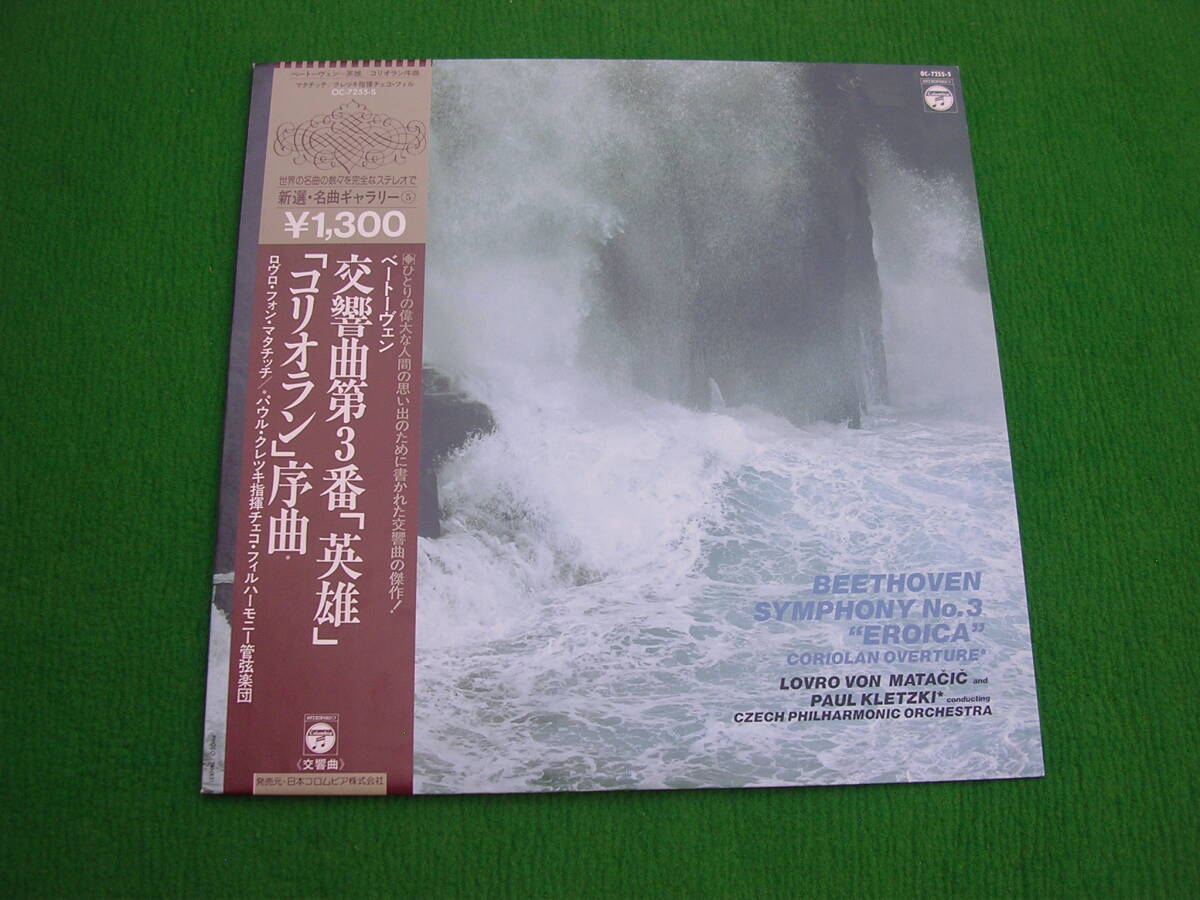 ベートーヴェン=英雄/コリオラン序曲
マタチッチ/クレツキ指揮チェコ・フィル
OC-7255-S
世界の名曲の数々を完全なステレオで
新選・名曲ギャラリー⑤
¥1,300
ひとりの偉大な人間の思い出のために書かれた交響曲の傑作!
ベートーヴェン
交響曲第3番「英雄」
「コリオラン」序曲*
ロヴロ・フォン・マタチッチ/*パウル・クレツキ指揮チェコ・フィルハーモニー管弦楽団
Columbia
《交響曲》
発売元・日本コロムビア株式会社
OC-7255-S
Columbia
BEETHOVEN
SYMPHONY No.3
"EROICA"
CORIOLAN OVERTURE*
LOVRO VON MATAČIĆ and
PAUL KLETZKI* conducting
CZECH PHILHARMONIC ORCHESTRA